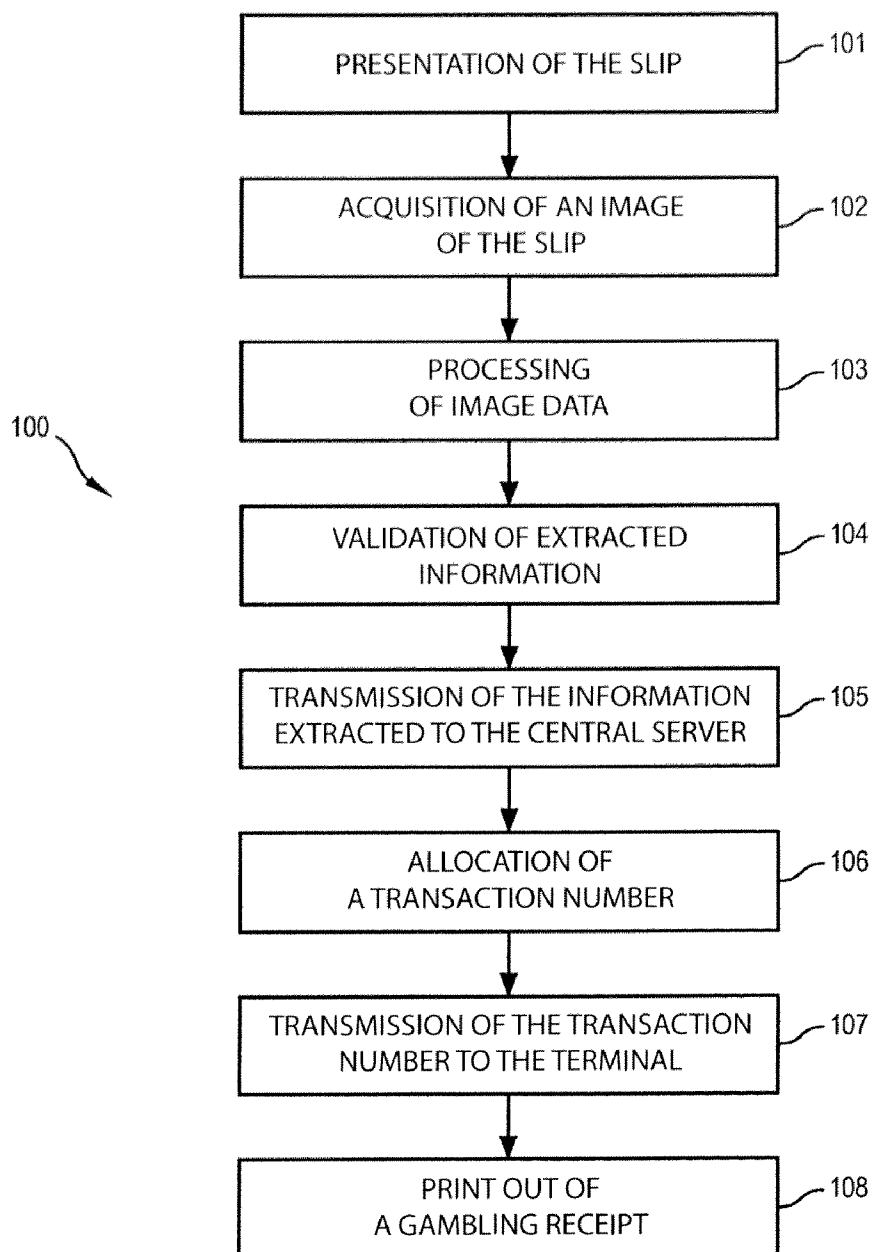 PRESENTATION OF THE SLIP
101
ACQUISITION OF AN IMAGE
OF THE SLIP
102
PROCESSING
OF IMAGE DATA
103
100
VALIDATION OF EXTRACTED
INFORMATION
104
TRANSMISSION OF THE INFORMATION
EXTRACTED TO THE CENTRAL SERVER
105
ALLOCATION OF
A TRANSACTION NUMBER
106
TRANSMISSION OF THE TRANSACTION
NUMBER TO THE TERMINAL
107
PRINT OUT OF
A GAMBLING RECEIPT
108